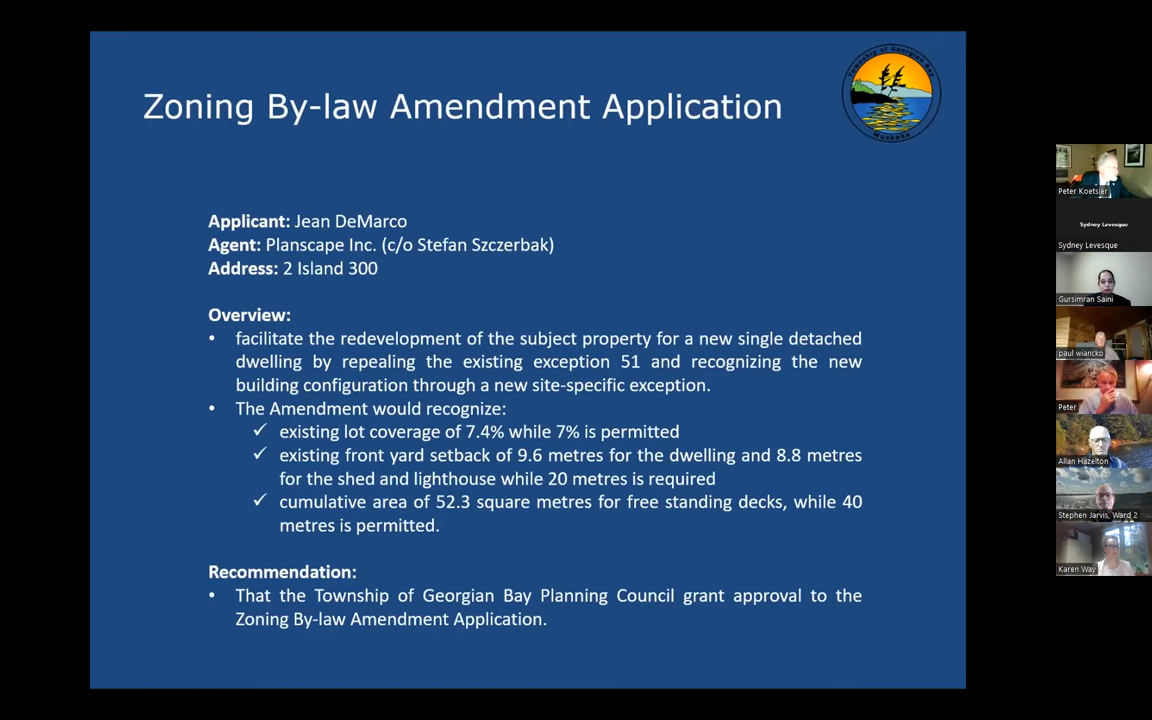 Zoning By-law Amendment Application
Township of Georgian Bay
Muskoka
Applicant: Jean DeMarco
Agent: Planscape Inc. (c/o Stefan Szczerbak)
Address: 2 Island 300
Overview:
• facilitate the redevelopment of the subject property for a new single detached
dwelling by repealing the existing exception 51 and recognizing the new
building configuration through a new site-specific exception.
• The Amendment would recognize:
✓ existing lot coverage of 7.4% while 7% is permitted
✓ existing front yard setback of 9.6 metres for the dwelling and 8.8 metres
for the shed and lighthouse while 20 metres is required
✓ cumulative area of 52.3 square metres for free standing decks, while 40
metres is permitted.
Recommendation:
• That the Township of Georgian Bay Planning Council grant approval to the
Zoning By-law Amendment Application.
Peter Koetsier
Sydney Levesque
Sydney Levesque
Gursimran Saini
paul wiancko
Peter
Allan Hazelton
Stephen Jarvis, Ward 2
Karen Way